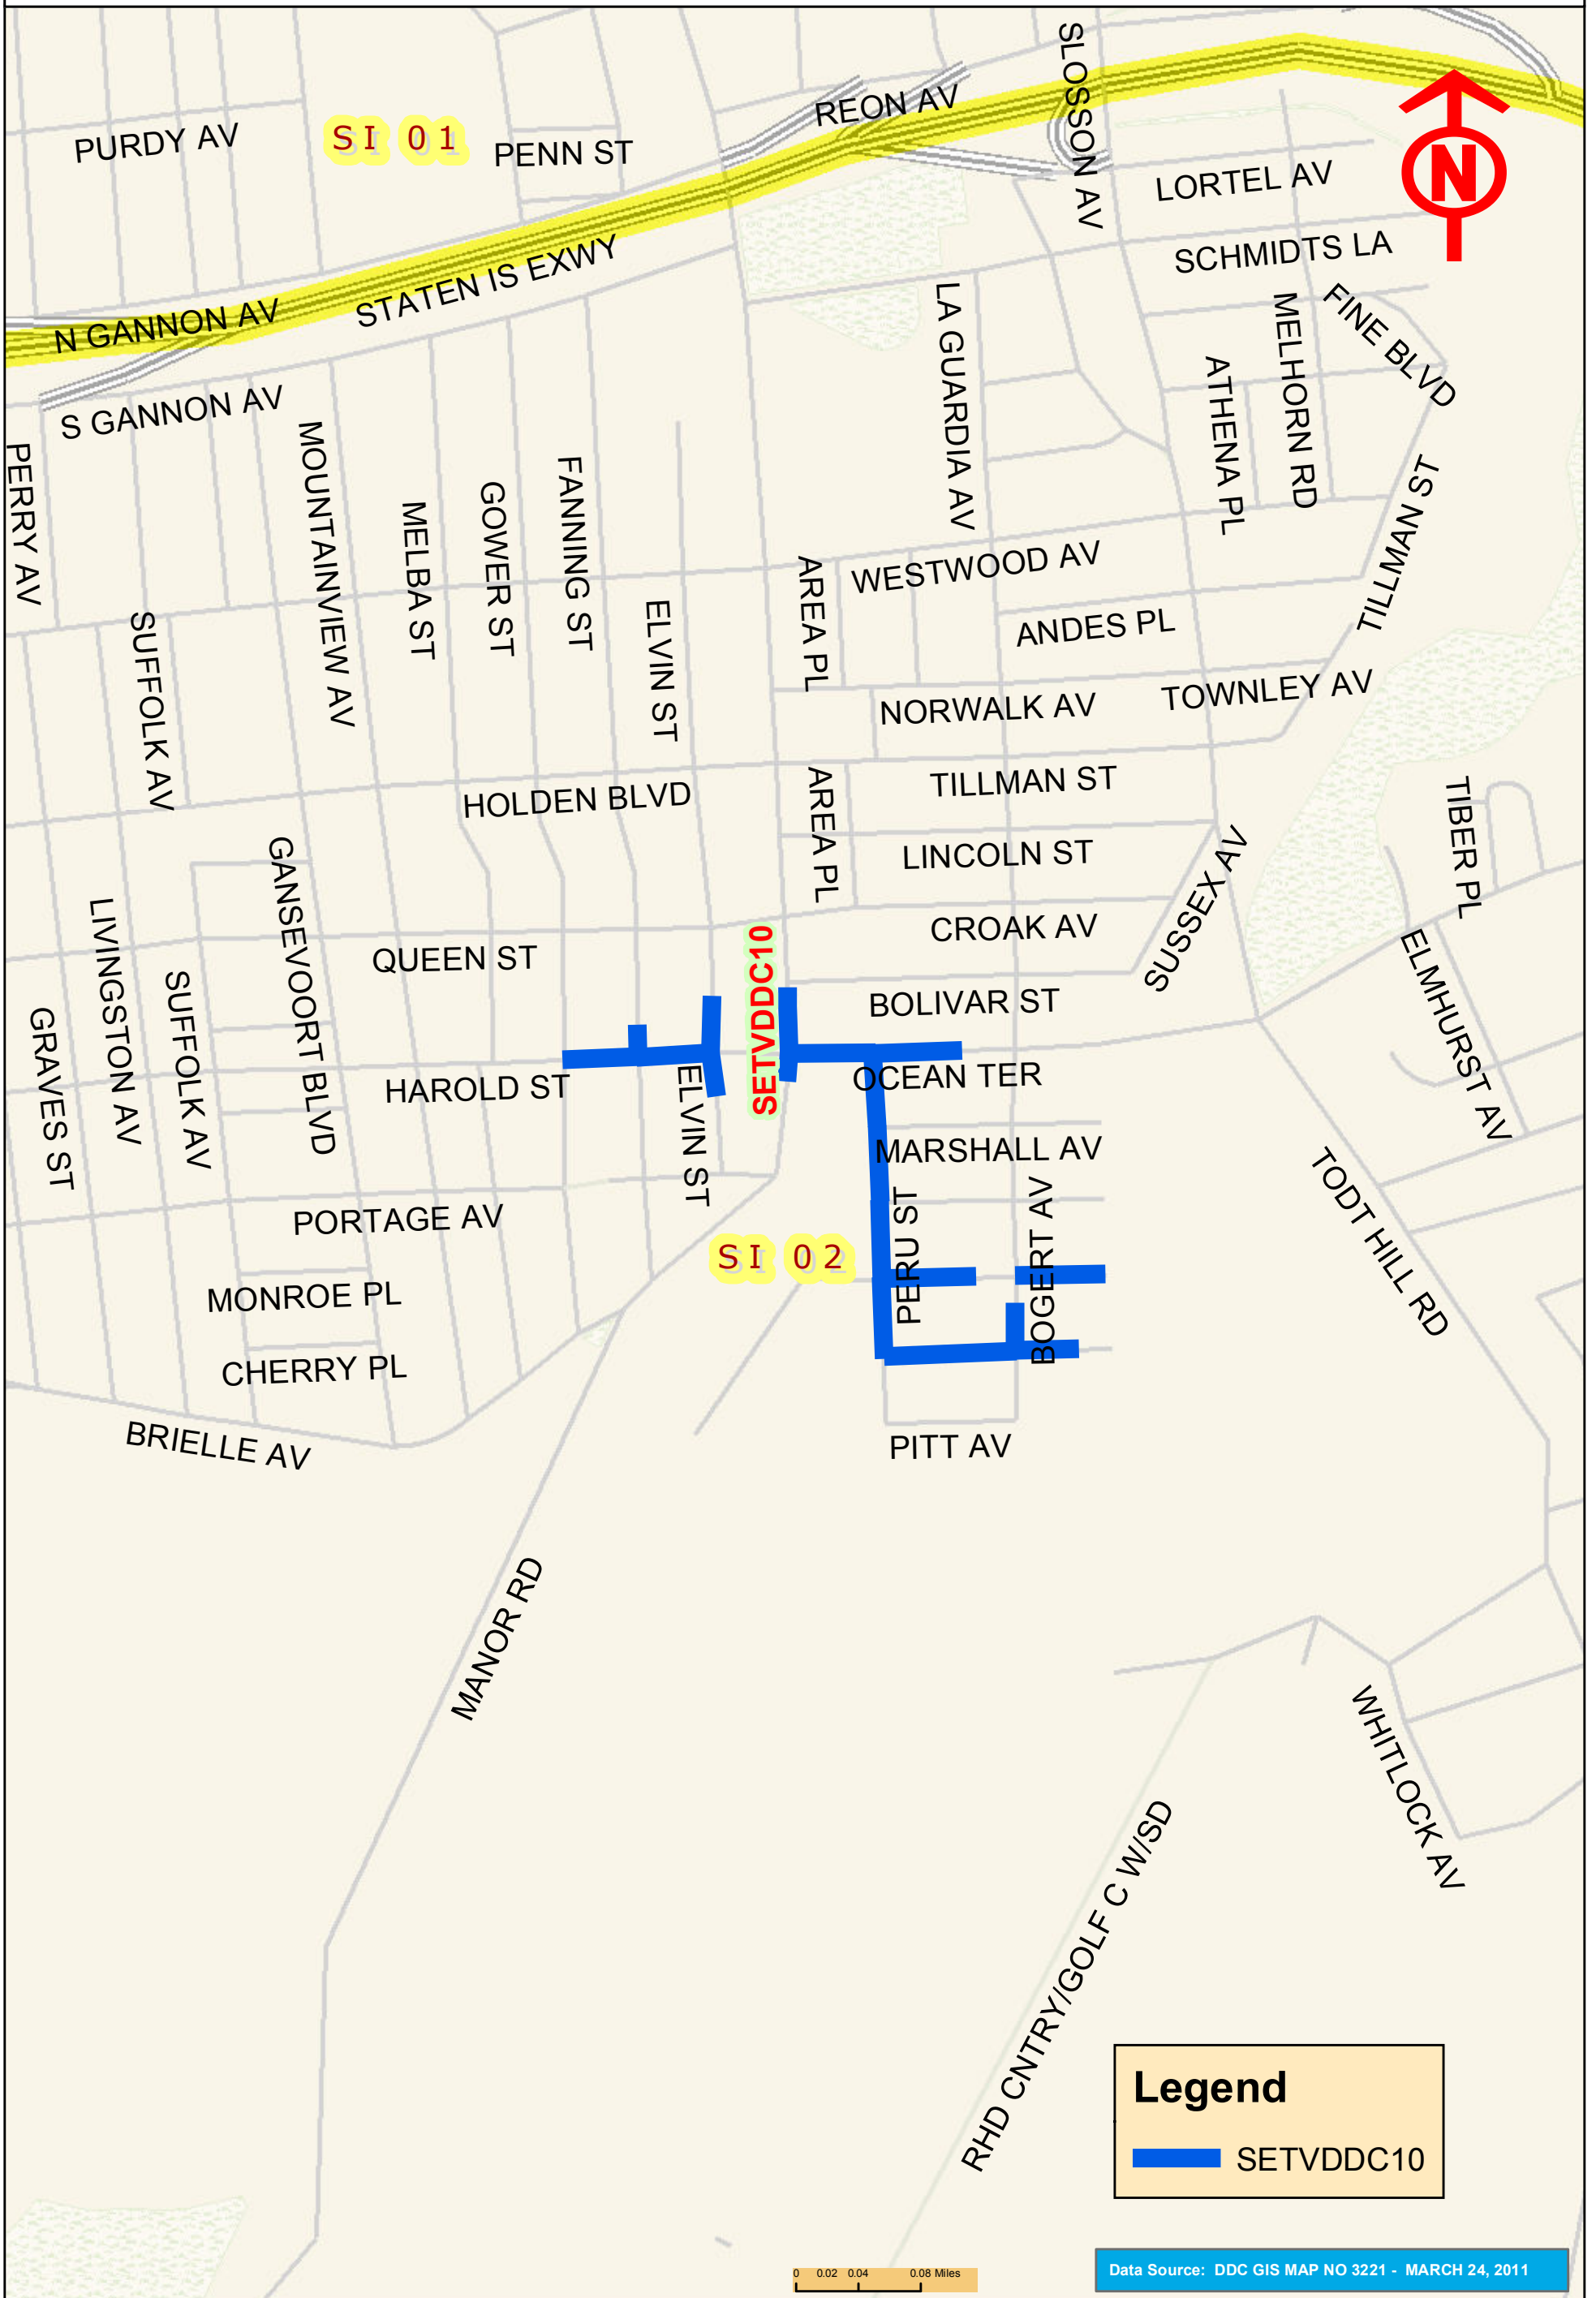 SLOSSON AV
REON AV
PURDY AV
SI 01
PENN ST
N
LORTEL AV
SCHMIDTS LA
STATEN IS EXWY
N GANNON AV
LA GUARDIA AV
MELHORN RD
FINE BLVD
S GANNON AV
ATHENA PL
PERRY AV
MOUNTAINVIEW AV
MELBA ST
GOWER ST
FANNING ST
TILLMAN ST
WESTWOOD AV
AREA PL
ELVIN ST
SUFFOLK AV
ANDES PL
TOWNLEY AV
NORWALK AV
HOLDEN BLVD
AREA PL
TILLMAN ST
TIBER PL
LINCOLN ST
GANSEVOORT BLVD
LIVINGSTON AV
SUSSEX AV
CROAK AV
QUEEN ST
SETVDDC10
ELMHURST AV
SUFFOLK AV
BOLIVAR ST
GRAVES ST
HAROLD ST
ELVIN ST
OCEAN TER
MARSHALL AV
TODT HILL RD
PERU ST
BOGERT AV
PORTAGE AV
SI 02
MONROE PL
CHERRY PL
BRIELLE AV
PITT AV
MANOR RD
WHITLOCK AV
RHD CNTRY/GOLF C W/SD
Legend
SETVDDC10
0 0.02 0.04 0.08 Miles
Data Source: DDC GIS MAP NO 3221 - MARCH 24, 2011